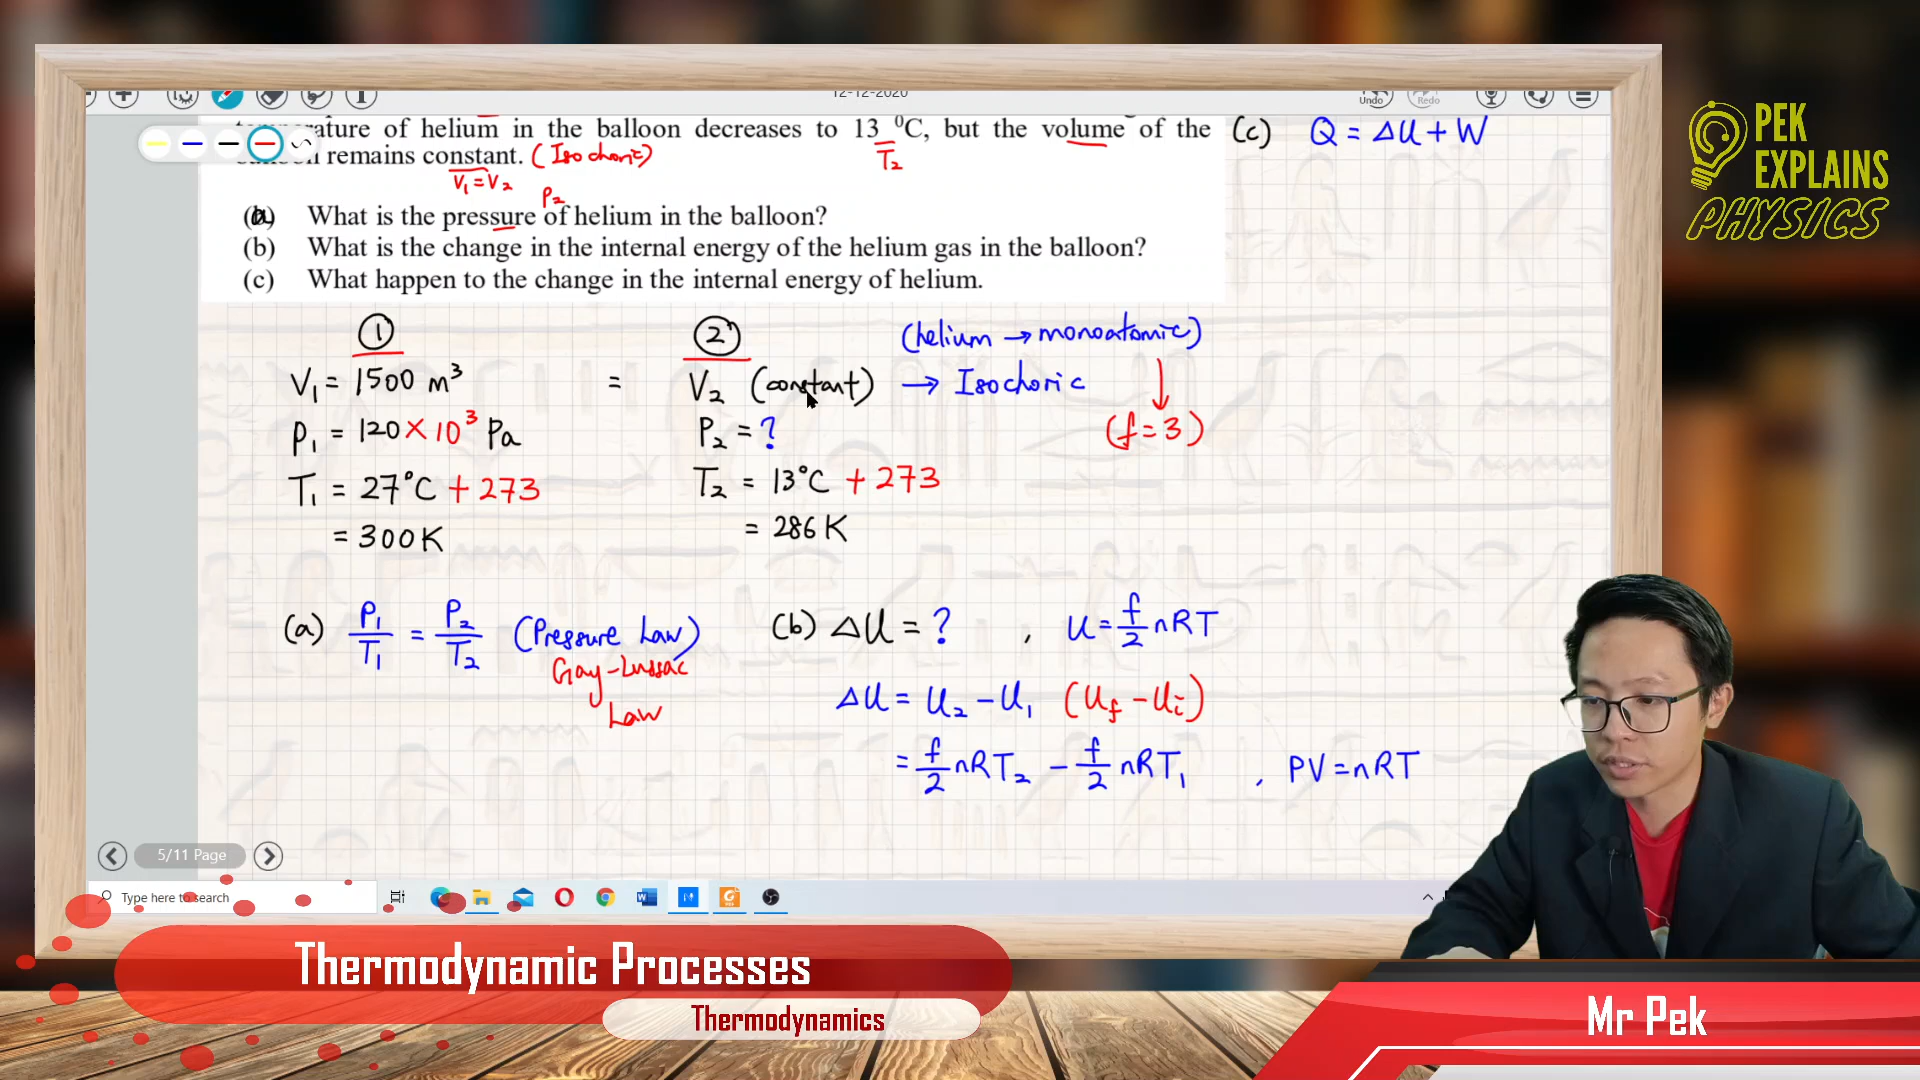 12-12-2020
Undo
Redo
temperature of helium in the balloon decreases to 13 ⁰C, but the volume of the
balloon remains constant. (Isochoric)
T₂
V₁ = V₂
P₂
(a) What is the pressure of helium in the balloon?
(b) What is the change in the internal energy of the helium gas in the balloon?
(c) What happen to the change in the internal energy of helium.
(c) Q = ΔU + W
PEK
EXPLAINS
PHYSICS
① ② (helium → monoatomic)
V₁ = 1500 m³ = V₂ (constant) → Isochoric
P₁ = 120 × 10³ Pa P₂ = ? (f = 3)
T₁ = 27°C + 273 T₂ = 13°C + 273
= 300K = 286K
(a) P₁/T₁ = P₂/T₂ (Pressure Law)
Gay-Lussac
Law
(b) ΔU = ? , U = f/2 nRT
ΔU = U₂ - U₁ (U_f - U_i)
= f/2 nRT₂ - f/2 nRT₁ , PV = nRT
5/11 Page
Type here to search
Thermodynamic Processes
Thermodynamics
Mr Pek